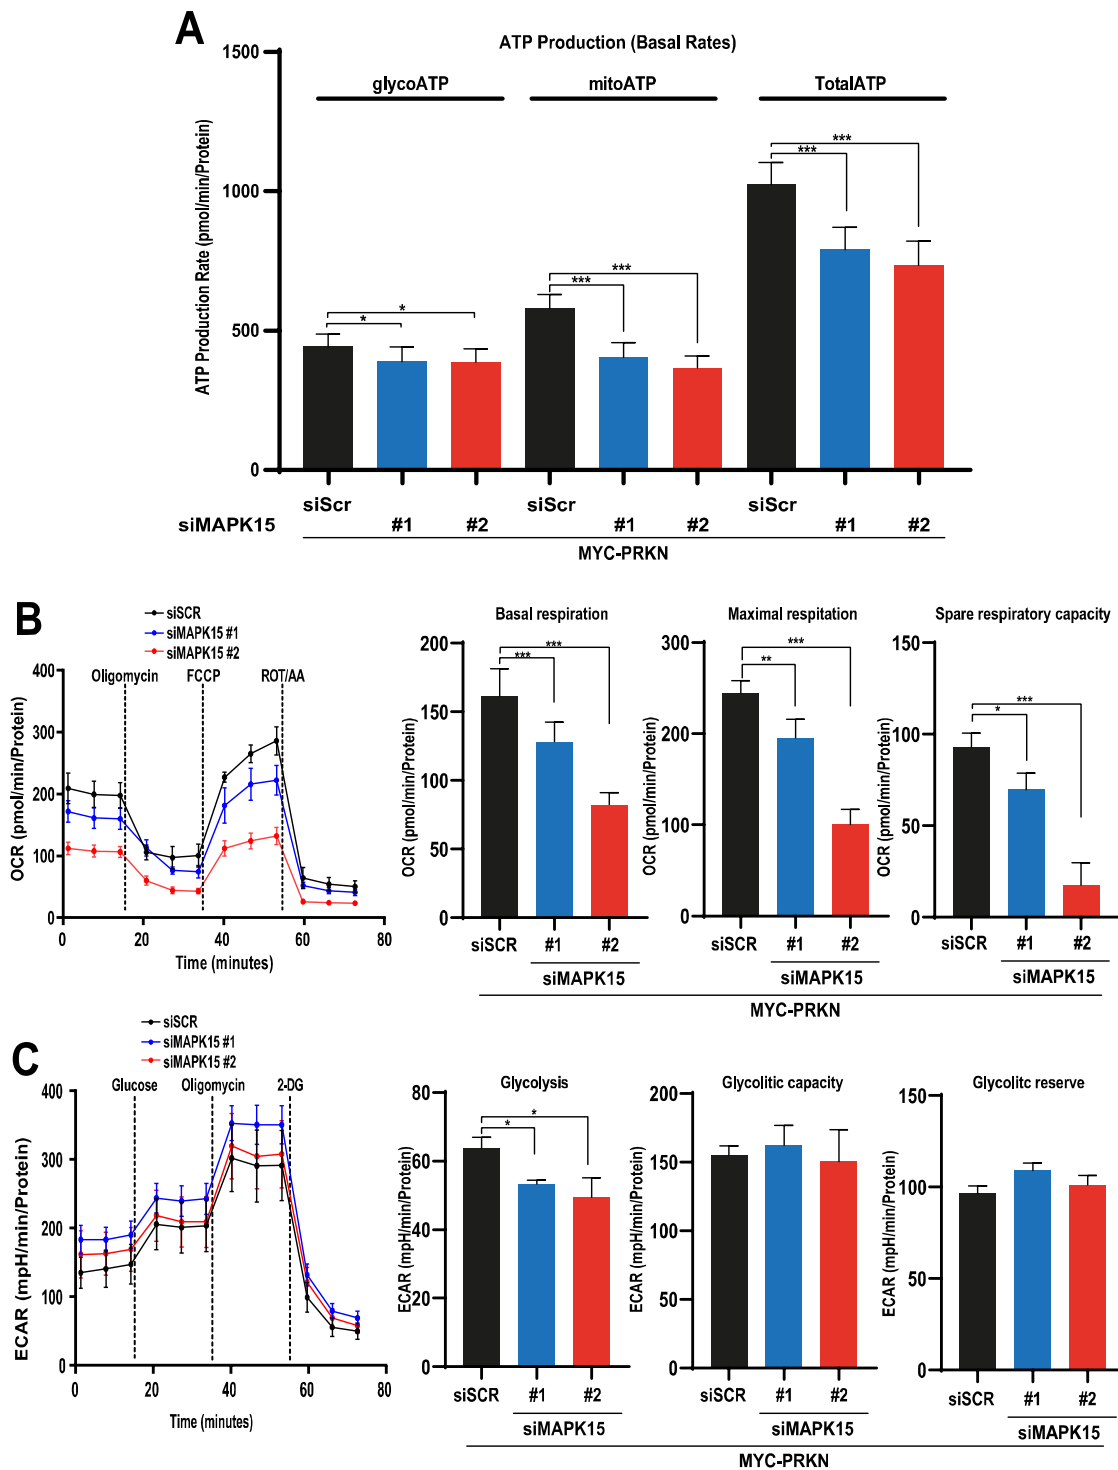 A
ATP Production (Basal Rates)
glycoATP mitoATP TotalATP
ATP Production Rate (pmol/min/Protein)
1500
1000
500
0
* * *** *** *** ***
siScr siScr siScr
siMAPK15 #1 #2 #1 #2 #1 #2
MYC-PRKN
B
siSCR
siMAPK15 #1
siMAPK15 #2
Oligomycin FCCP ROT/AA
OCR (pmol/min/Protein)
400
300
200
100
0
0 20 40 60 80
Time (minutes)
Basal respiration
OCR (pmol/min/Protein)
200
150
100
50
0
*** ***
siSCR #1 #2
siMAPK15
Maximal respitation
OCR (pmol/min/Protein)
300
200
100
0
** ***
siSCR #1 #2
siMAPK15
Spare respiratory capacity
OCR (pmol/min/Protein)
150
100
50
0
* ***
siSCR #1 #2
siMAPK15
MYC-PRKN
C
siSCR
siMAPK15 #1
siMAPK15 #2
Glucose Oligomycin 2-DG
ECAR (mpH/min/Protein)
400
300
200
100
0
0 20 40 60 80
Time (minutes)
Glycolysis
ECAR (mpH/min/Protein)
80
60
40
20
0
* *
siSCR #1 #2
siMAPK15
Glycolitic capacity
ECAR (mpH/min/Protein)
200
150
100
50
0
siSCR #1 #2
siMAPK15
Glycolitc reserve
ECAR (mpH/min/Protein)
150
100
50
0
siSCR #1 #2
siMAPK15
MYC-PRKN